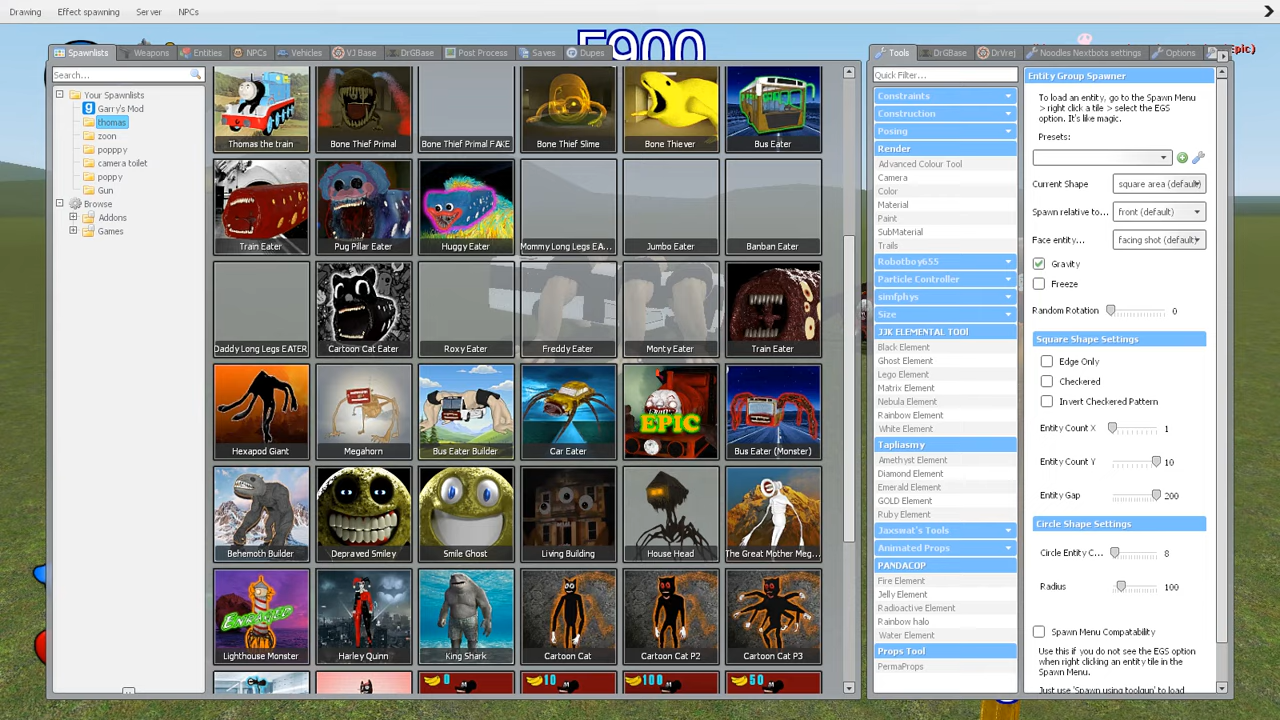 Drawing Effect spawning Server NPCs
F900
Epic)
Spawnlists Weapons Entities NPCs Vehicles VJ Base DrGBase Post Process Saves Dupes
Tools DrGBase DrVrej Noodles Nextbots settings Options
Search...
Your Spawnlists
Garry's Mod
thomas
zoon
popppy
camera toilet
poppy
Gun
Browse
Addons
Games
Thomas the train Bone Thief Primal Bone Thief Primal FAKE Bone Thief Slime Bone Thiever Bus Eater
Train Eater Pug Pillar Eater Huggy Eater Mommy Long Legs EA... Jumbo Eater Banban Eater
Daddy Long Legs EATER Cartoon Cat Eater Roxy Eater Freddy Eater Monty Eater Train Eater
EPIC
Hexapod Giant Megahorn Bus Eater Builder Car Eater Bus Eater (Monster)
Behemoth Builder Depraved Smiley Smile Ghost Living Building House Head The Great Mother Meg...
Lighthouse Monster Harley Quinn King Shark Cartoon Cat Cartoon Cat P2 Cartoon Cat P3
0 10 100 50
Quick Filter...
Constraints
Construction
Posing
Render
Advanced Colour Tool
Camera
Color
Material
Paint
SubMaterial
Trails
Robotboy655
Particle Controller
simfphys
Size
JJK ELEMENTAL TOOl
Black Element
Ghost Element
Lego Element
Matrix Element
Nebula Element
Rainbow Element
White Element
Tapliasmy
Amethyst Element
Diamond Element
Emerald Element
GOLD Element
Ruby Element
Jaxswat's Tools
Animated Props
PANDACOP
Fire Element
Jelly Element
Radioactive Element
Rainbow halo
Water Element
Props Tool
PermaProps
Entity Group Spawner
To load an entity, go to the Spawn Menu
> right click a tile > select the EGS
option. It's like magic.
Presets:
Current Shape square area (default)
Spawn relative to... front (default)
Face entity... facing shot (default)
Gravity
Freeze
Random Rotation 0
Square Shape Settings
Edge Only
Checkered
Invert Checkered Pattern
Entity Count X 1
Entity Count Y 10
Entity Gap 200
Circle Shape Settings
Circle Entity C... 8
Radius 100
Spawn Menu Compatability
Use this if you do not see the EGS option
when right clicking an entity tile in the
Spawn Menu.
Just use 'Spawn using toolgun' to load